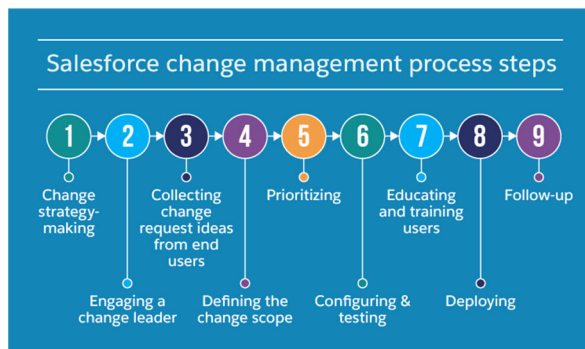 Salesforce change management process steps
1
2
3
4
5
6
7
8
9
Change
strategy-
making
Engaging a
change leader
Collecting
change
request ideas
from end
users
Defining the
change scope
Prioritizing
Configuring &
testing
Educating
and training
users
Deploying
Follow-up